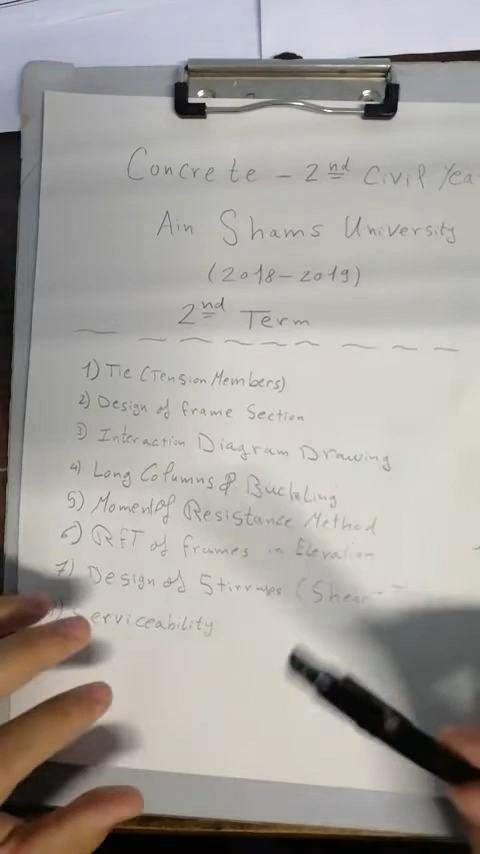 Concrete - 2nd Civil Yea
Ain Shams University
(2018-2019)
2nd Term
1) Tie (Tension Members)
2) Design of frame Section
3) Interaction Diagram Drawing
4) Long Columns & Buckling
5) Moment of Resistance Method
6) RFT of frames in Elevation
7) Design of Stirrups (Shear-T
8) Serviceability